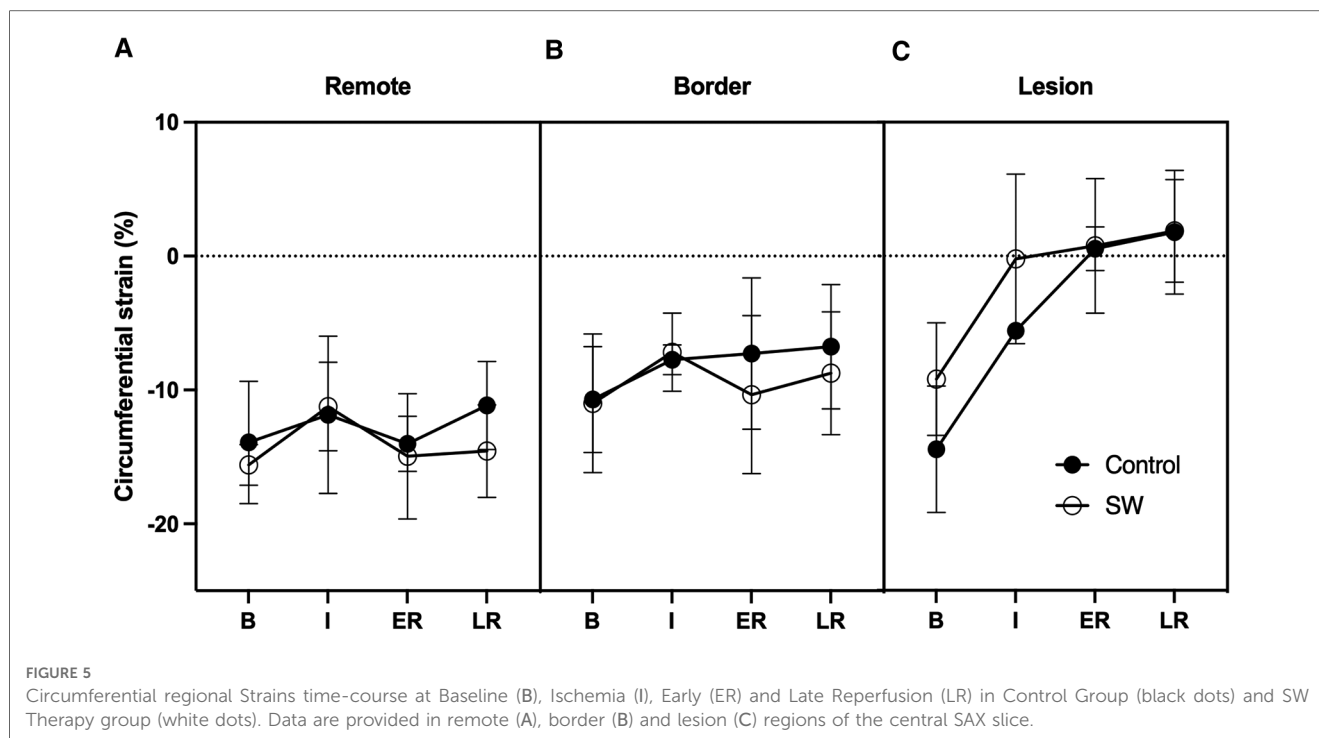 A
B
C
Remote
Border
Lesion
Circumferential strain (%)
10
0
-10
-20
Control
SW
B I ER LR
B I ER LR
B I ER LR
FIGURE 5
Circumferential regional Strains time-course at Baseline (B), Ischemia (I), Early (ER) and Late Reperfusion (LR) in Control Group (black dots) and SW
Therapy group (white dots). Data are provided in remote (A), border (B) and lesion (C) regions of the central SAX slice.